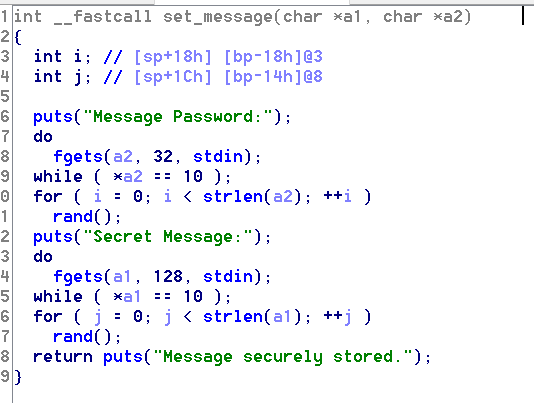 1 int __fastcall set_message(char *a1, char *a2)
2 {
3 int i; // [sp+18h] [bp-18h]@3
4 int j; // [sp+1Ch] [bp-14h]@8
5
6 puts("Message Password:");
7 do
8 fgets(a2, 32, stdin);
9 while ( *a2 == 10 );
0 for ( i = 0; i < strlen(a2); ++i )
1 rand();
2 puts("Secret Message:");
3 do
4 fgets(a1, 128, stdin);
5 while ( *a1 == 10 );
6 for ( j = 0; j < strlen(a1); ++j )
7 rand();
8 return puts("Message securely stored.");
9 }